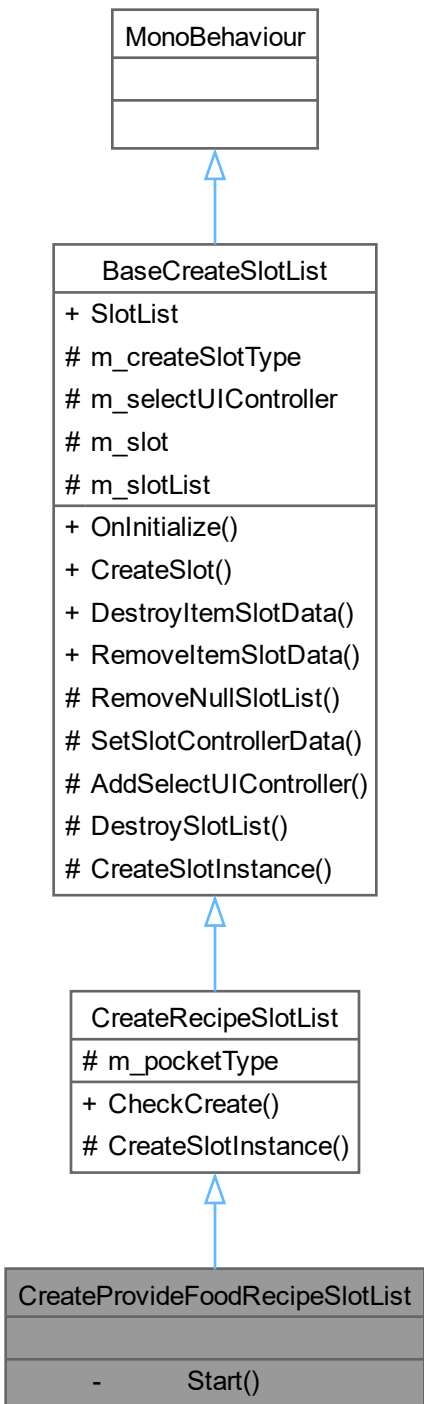 MonoBehaviour
BaseCreateSlotList
+ SlotList
# m_createSlotType
# m_selectUIController
# m_slot
# m_slotList
+ OnInitialize()
+ CreateSlot()
+ DestroyItemSlotData()
+ RemoveItemSlotData()
# RemoveNullSlotList()
# SetSlotControllerData()
# AddSelectUIController()
# DestroySlotList()
# CreateSlotInstance()
CreateRecipeSlotList
# m_pocketType
+ CheckCreate()
# CreateSlotInstance()
CreateProvideFoodRecipeSlotList
- Start()